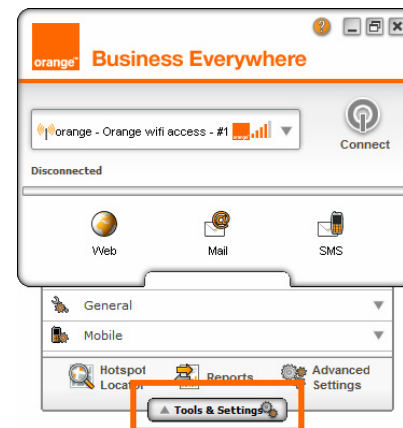 orange™
Business Everywhere
orange - Orange wifi access - #1
Connect
Disconnected
Web
Mail
SMS
General
Mobile
Hotspot
Locator
Reports
Advanced
Settings
Tools & Settings